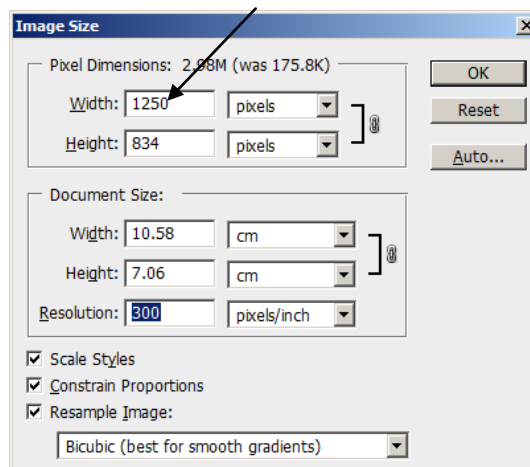 Image Size
Pixel Dimensions: 2.98M (was 175.8K)
Width: 1250 pixels
Height: 834 pixels
OK
Reset
Auto...
Document Size:
Width: 10.58 cm
Height: 7.06 cm
Resolution: 300 pixels/inch
Scale Styles
Constrain Proportions
Resample Image:
Bicubic (best for smooth gradients)